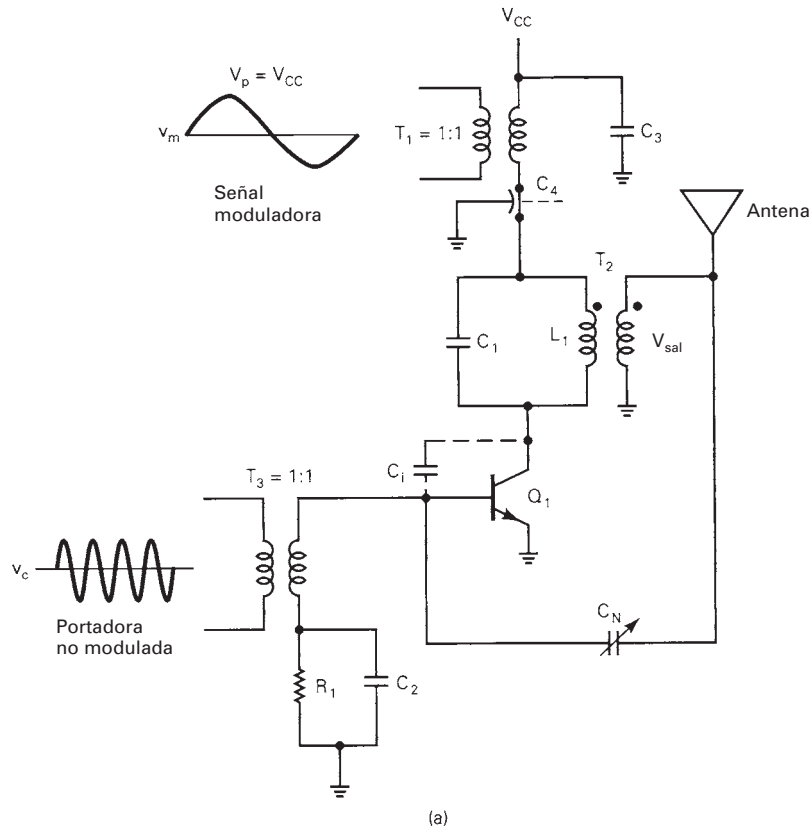 V_CC
V_p = V_CC
v_m
T_1 = 1:1
C_3
Señal
moduladora
C_4
Antena
T_2
C_1
L_1
V_sal
C_i
T_3 = 1:1
Q_1
v_c
Portadora
no modulada
C_N
R_1
C_2
(a)